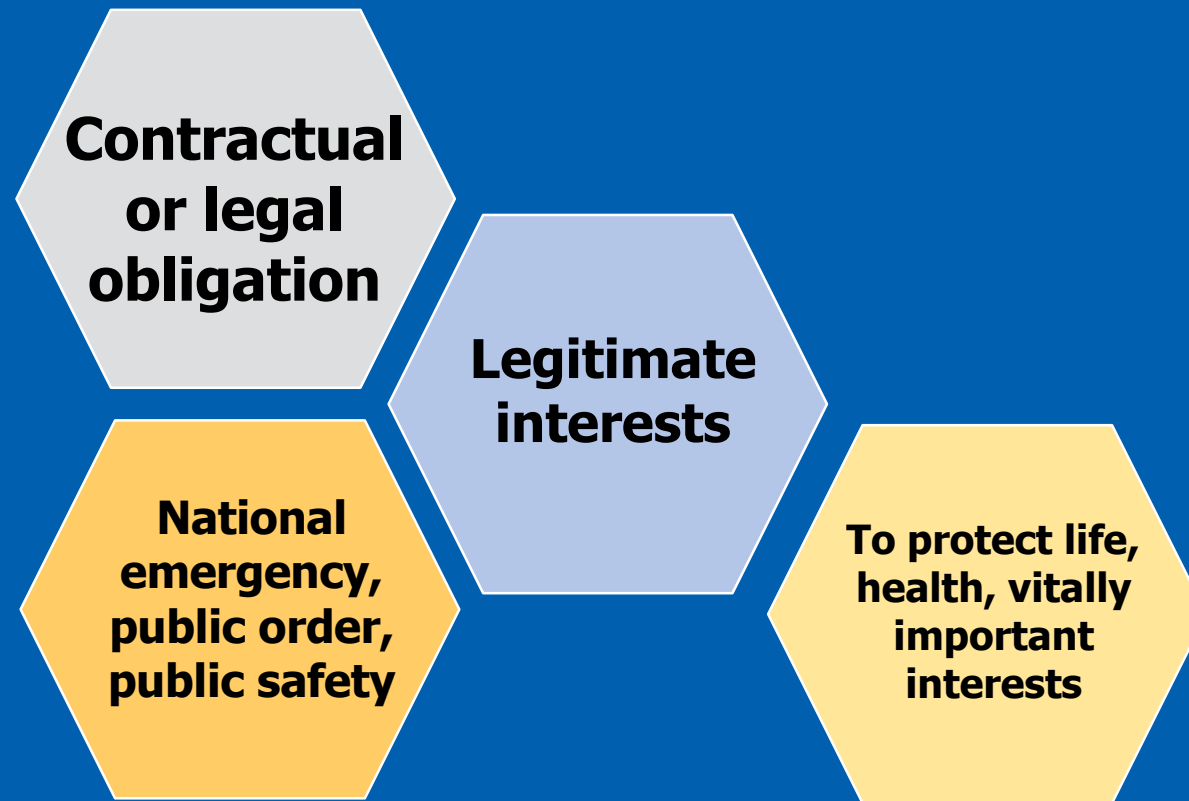 Contractual
or legal
obligation
Legitimate
interests
National
emergency,
public order,
public safety
To protect life,
health, vitally
important
interests